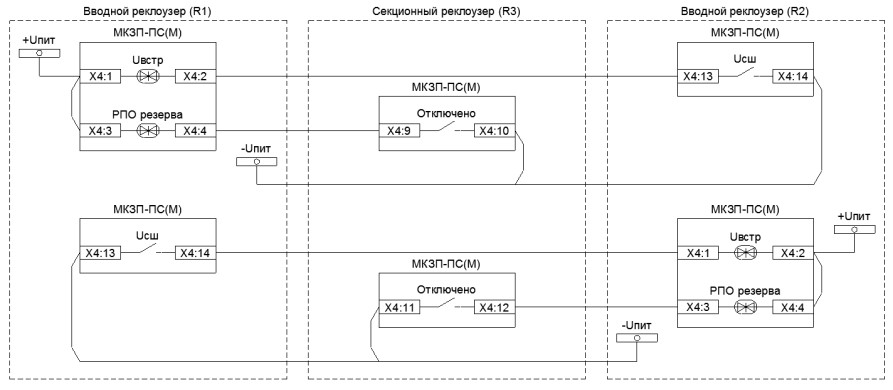 Вводной реклоузер (R1)
Секционный реклоузер (R3)
Вводной реклоузер (R2)
+Uпит
МКЗП-ПС(М)
МКЗП-ПС(М)
Uвстр
Uсш
X4:1
X4:2
X4:13
X4:14
МКЗП-ПС(М)
РПО резерва
Отключено
X4:3
X4:4
X4:9
X4:10
-Uпит
МКЗП-ПС(М)
МКЗП-ПС(М)
+Uпит
Uсш
Uвстр
X4:13
X4:14
X4:1
X4:2
МКЗП-ПС(М)
Отключено
РПО резерва
X4:11
X4:12
X4:3
X4:4
-Uпит